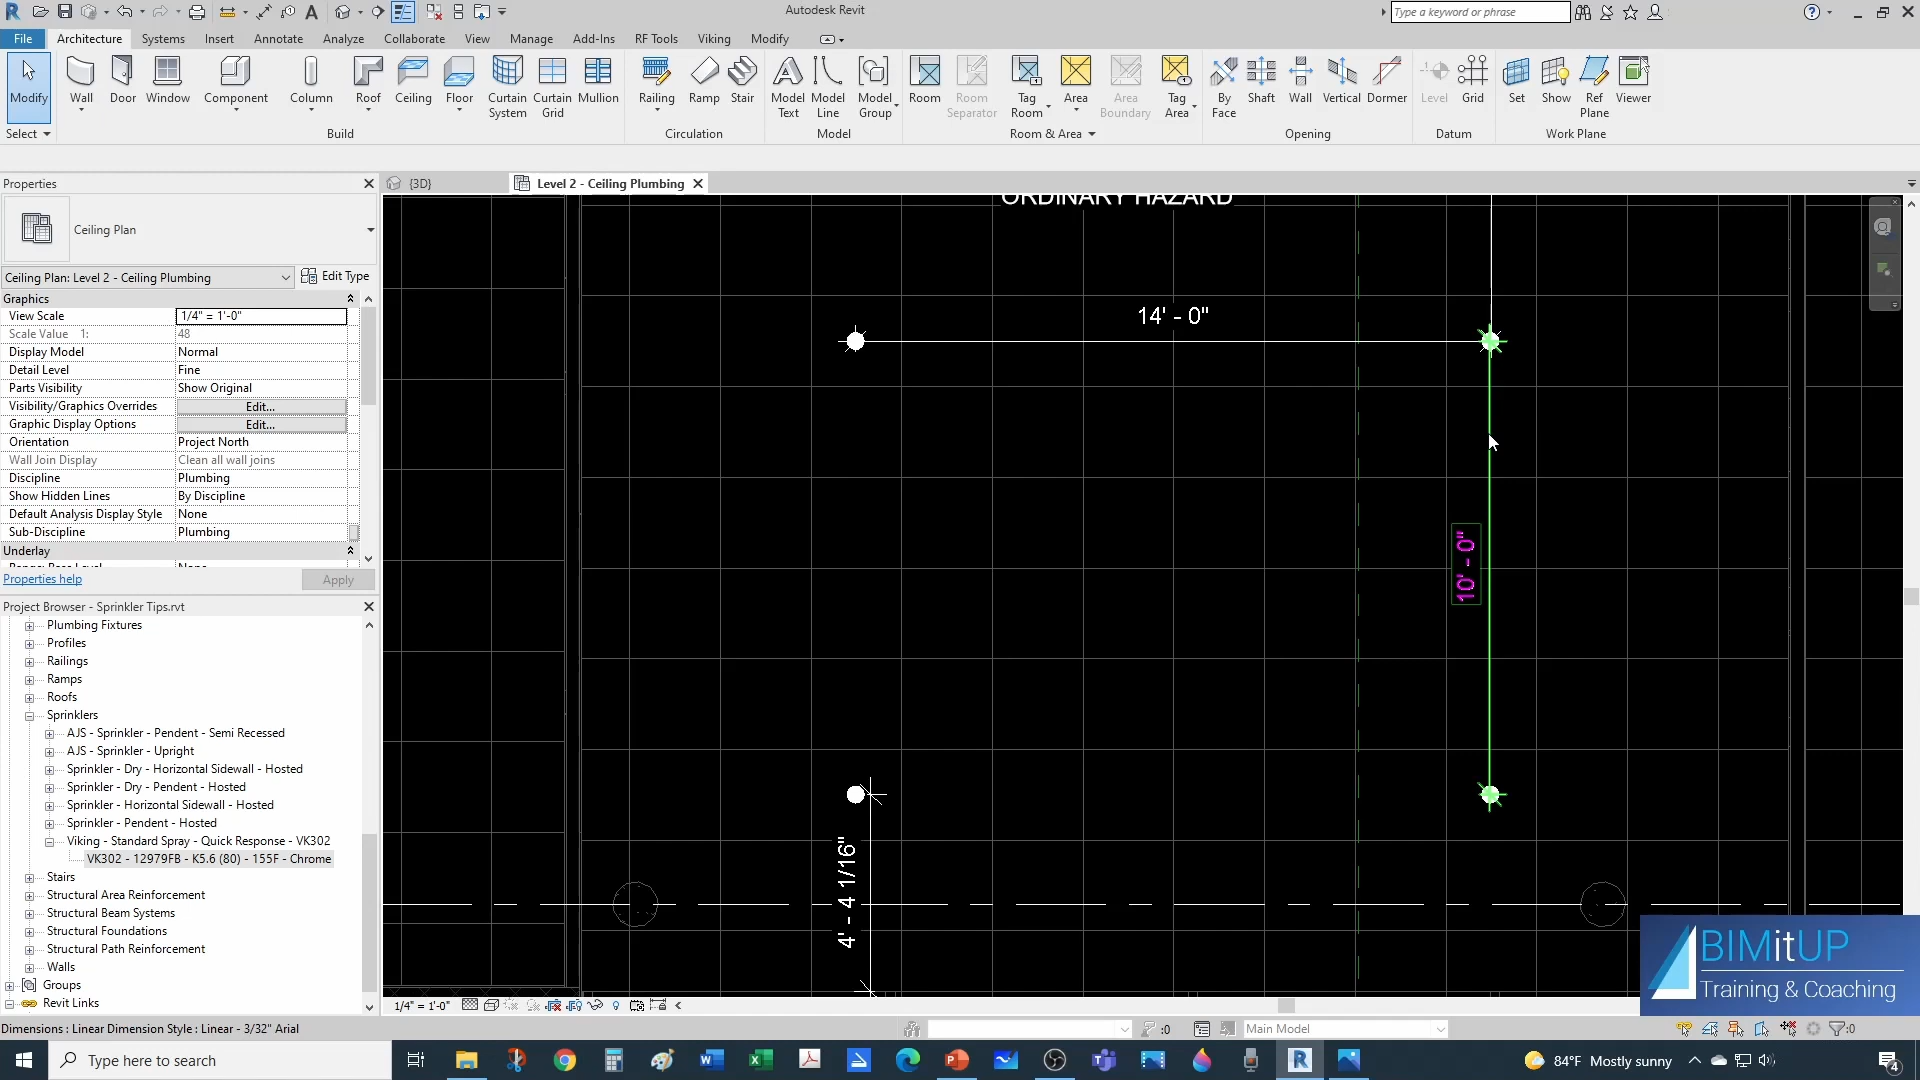 Autodesk Revit
Type a keyword or phrase
File Architecture Systems Insert Annotate Analyze Collaborate View Manage Add-Ins RF Tools Viking Modify
Modify Wall Door Window Component Column Roof Ceiling Floor Curtain System Curtain Grid Mullion Railing Ramp Stair Model Text Model Line Model Group Room Room Separator Tag Room Area Area Boundary Tag Area By Face Shaft Wall Vertical Dormer Level Grid Set Show Ref Plane Viewer
Select Build Circulation Model Room & Area Opening Datum Work Plane
Properties
{3D}
Level 2 - Ceiling Plumbing
Ceiling Plan
Ceiling Plan: Level 2 - Ceiling Plumbing
Edit Type
Graphics
View Scale 1/4" = 1'-0"
Scale Value 1: 48
Display Model Normal
Detail Level Fine
Parts Visibility Show Original
Visibility/Graphics Overrides Edit...
Graphic Display Options Edit...
Orientation Project North
Wall Join Display Clean all wall joins
Discipline Plumbing
Show Hidden Lines By Discipline
Default Analysis Display Style None
Sub-Discipline Plumbing
Underlay
Properties help
Apply
Project Browser - Sprinkler Tips.rvt
Plumbing Fixtures
Profiles
Railings
Ramps
Roofs
Sprinklers
AJS - Sprinkler - Pendent - Semi Recessed
AJS - Sprinkler - Upright
Sprinkler - Dry - Horizontal Sidewall - Hosted
Sprinkler - Dry - Pendent - Hosted
Sprinkler - Horizontal Sidewall - Hosted
Sprinkler - Pendent - Hosted
Viking - Standard Spray - Quick Response - VK302
VK302 - 12979FB - K5.6 (80) - 155F - Chrome
Stairs
Structural Area Reinforcement
Structural Beam Systems
Structural Foundations
Structural Path Reinforcement
Walls
Groups
Revit Links
ORDINARY HAZARD
14' - 0"
10' - 0"
4' - 4 1/16"
BIMitUP
Training & Coaching
1/4" = 1'-0"
Dimensions : Linear Dimension Style : Linear - 3/32" Arial
:0
Main Model
:0
Type here to search
84°F Mostly sunny
4